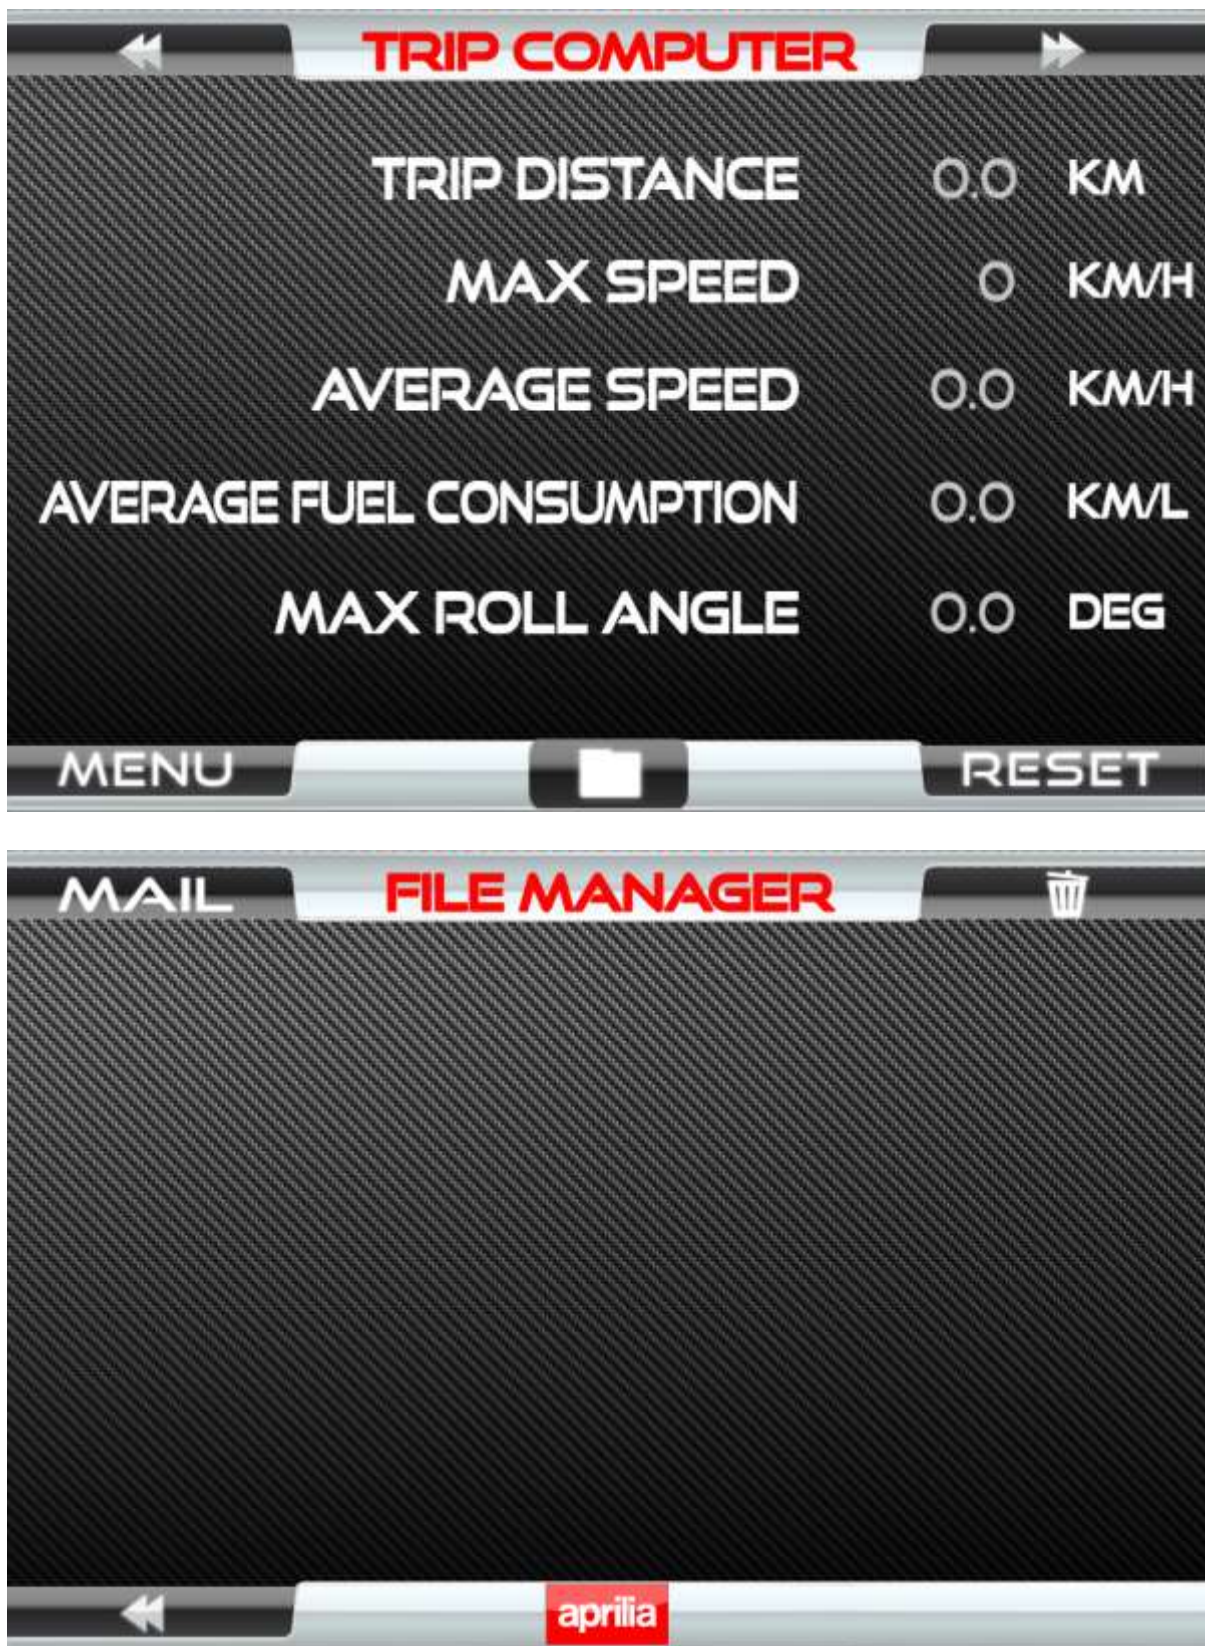 TRIP COMPUTER
TRIP DISTANCE 0.0 KM
MAX SPEED 0 KM/H
AVERAGE SPEED 0.0 KM/H
AVERAGE FUEL CONSUMPTION 0.0 KM/L
MAX ROLL ANGLE 0.0 DEG
MENU RESET
MAIL FILE MANAGER
aprilia